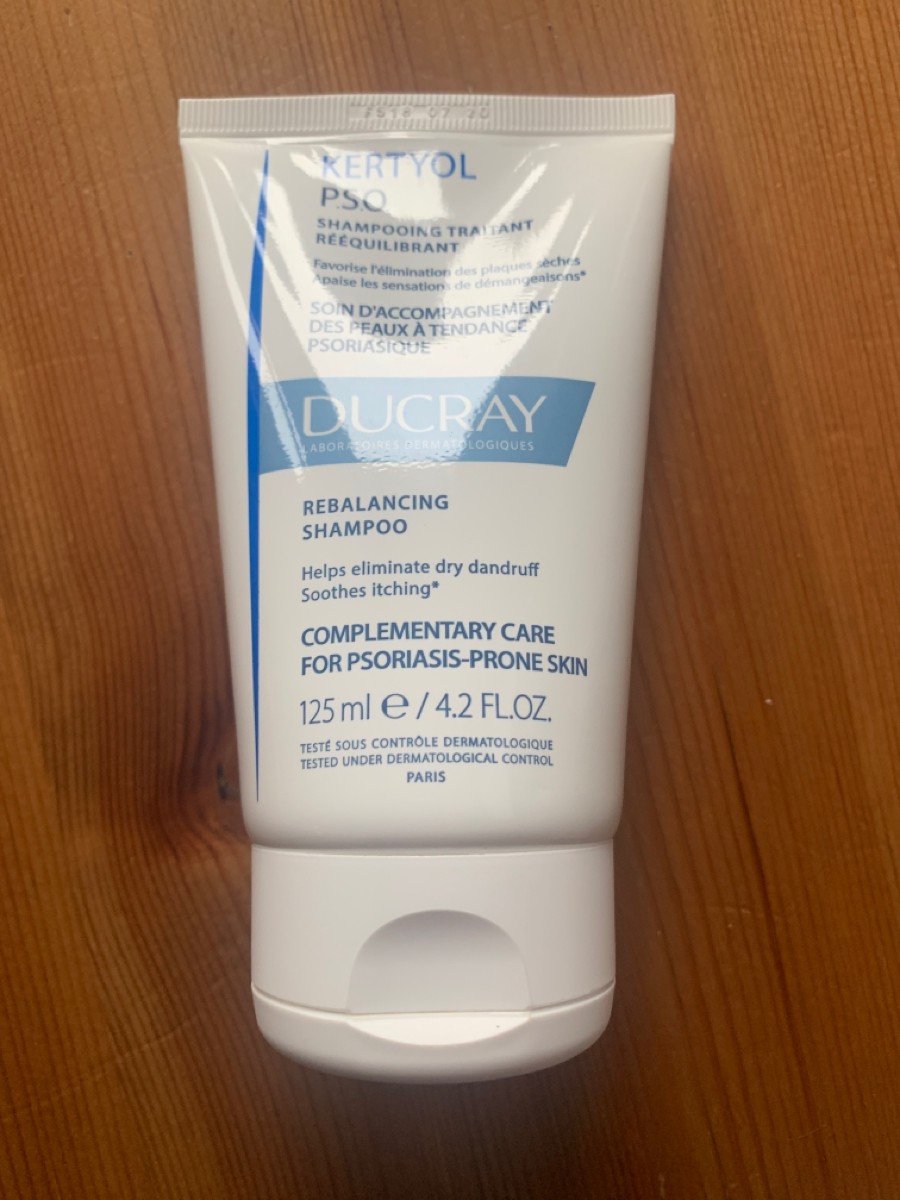 KERTYOL
P.S.O
SHAMPOOING TRAITANT
RÉÉQUILIBRANT
Favorise l'élimination des plaques sèches
Apaise les sensations de démangeaisons*
SOIN D'ACCOMPAGNEMENT
DES PEAUX À TENDANCE
PSORIASIQUE
DUCRAY
LABORATOIRES DERMATOLOGIQUES
REBALANCING
SHAMPOO
Helps eliminate dry dandruff
Soothes itching*
COMPLEMENTARY CARE
FOR PSORIASIS-PRONE SKIN
125 ml e / 4.2 FL.OZ.
TESTÉ SOUS CONTRÔLE DERMATOLOGIQUE
TESTED UNDER DERMATOLOGICAL CONTROL
PARIS